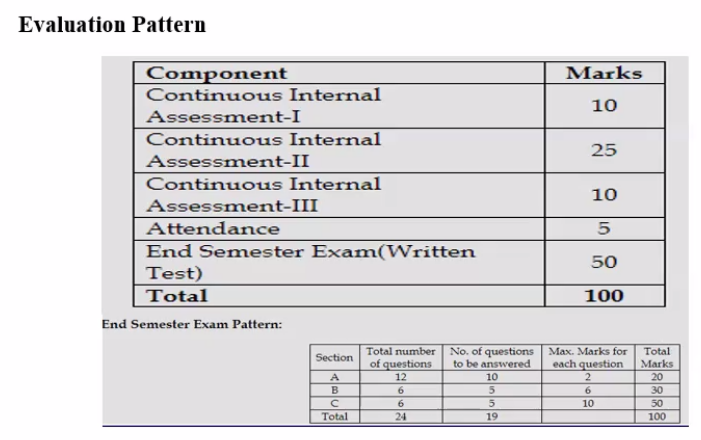 Evaluation Pattern
Component Marks
Continuous Internal
Assessment-I 10
Continuous Internal
Assessment-II 25
Continuous Internal
Assessment-III 10
Attendance 5
End Semester Exam(Written
Test) 50
Total 100
End Semester Exam Pattern:
Section Total number No. of questions Max. Marks for Total
of questions to be answered each question Marks
A 12 10 2 20
B 6 5 6 30
C 6 5 10 50
Total 24 19 100